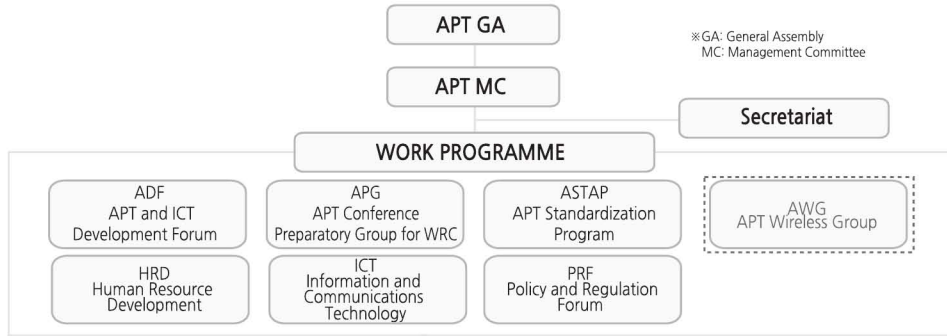 APT GA
※GA: General Assembly
MC: Management Committee
APT MC
Secretariat
WORK PROGRAMME
ADF
APT and ICT
Development Forum
APG
APT Conference
Preparatory Group for WRC
ASTAP
APT Standardization
Program
AWG
APT Wireless Group
HRD
Human Resource
Development
ICT
Information and
Communications
Technology
PRF
Policy and Regulation
Forum